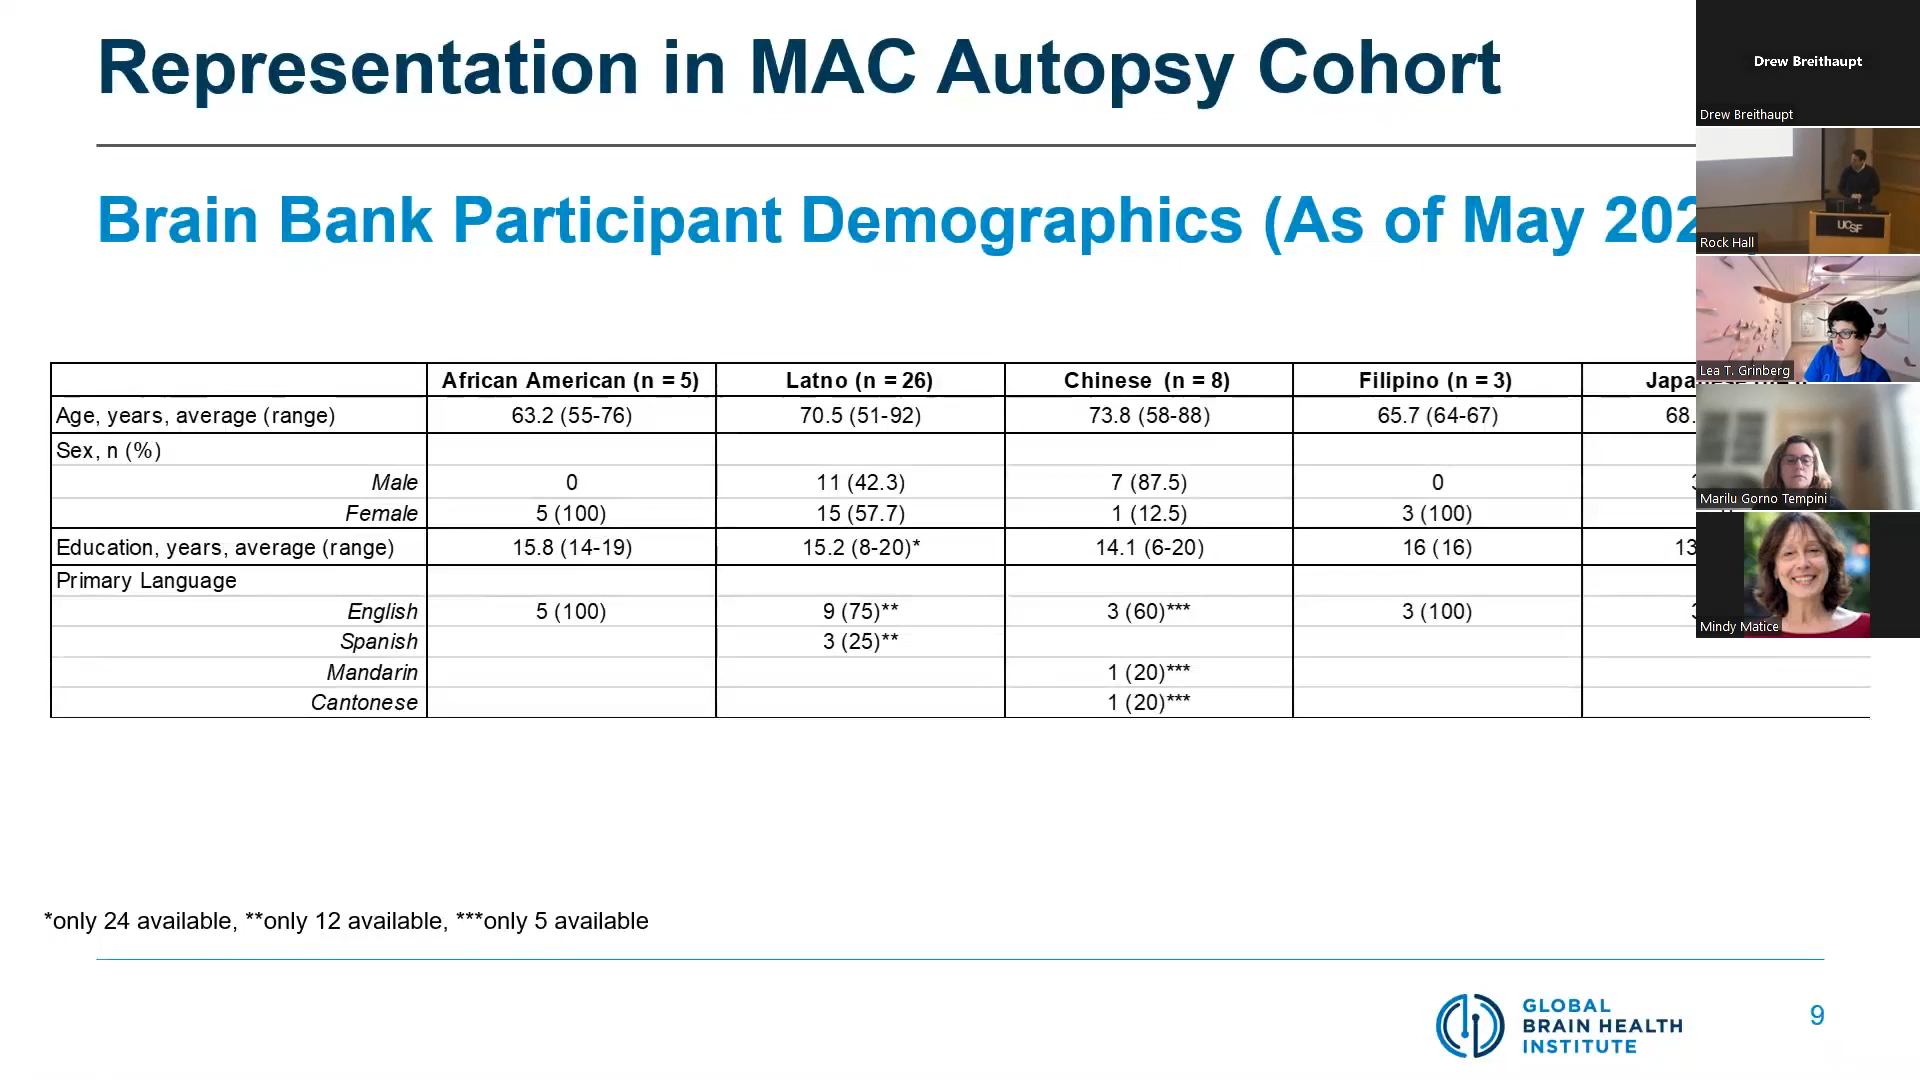 Representation in MAC Autopsy Cohort
Brain Bank Participant Demographics (As of May 202
African American (n = 5) Latno (n = 26) Chinese (n = 8) Filipino (n = 3)
Age, years, average (range) 63.2 (55-76) 70.5 (51-92) 73.8 (58-88) 65.7 (64-67) 68.
Sex, n (%)
Male 0 11 (42.3) 7 (87.5) 0
Female 5 (100) 15 (57.7) 1 (12.5) 3 (100)
Education, years, average (range) 15.8 (14-19) 15.2 (8-20)* 14.1 (6-20) 16 (16) 13
Primary Language
English 5 (100) 9 (75)** 3 (60)*** 3 (100)
Spanish 3 (25)**
Mandarin 1 (20)***
Cantonese 1 (20)***
*only 24 available, **only 12 available, ***only 5 available
GLOBAL
BRAIN HEALTH
INSTITUTE
9
Drew Breithaupt
Drew Breithaupt
UCSF
Rock Hall
Lea T. Grinberg
Marilu Gorno Tempini
Mindy Matice